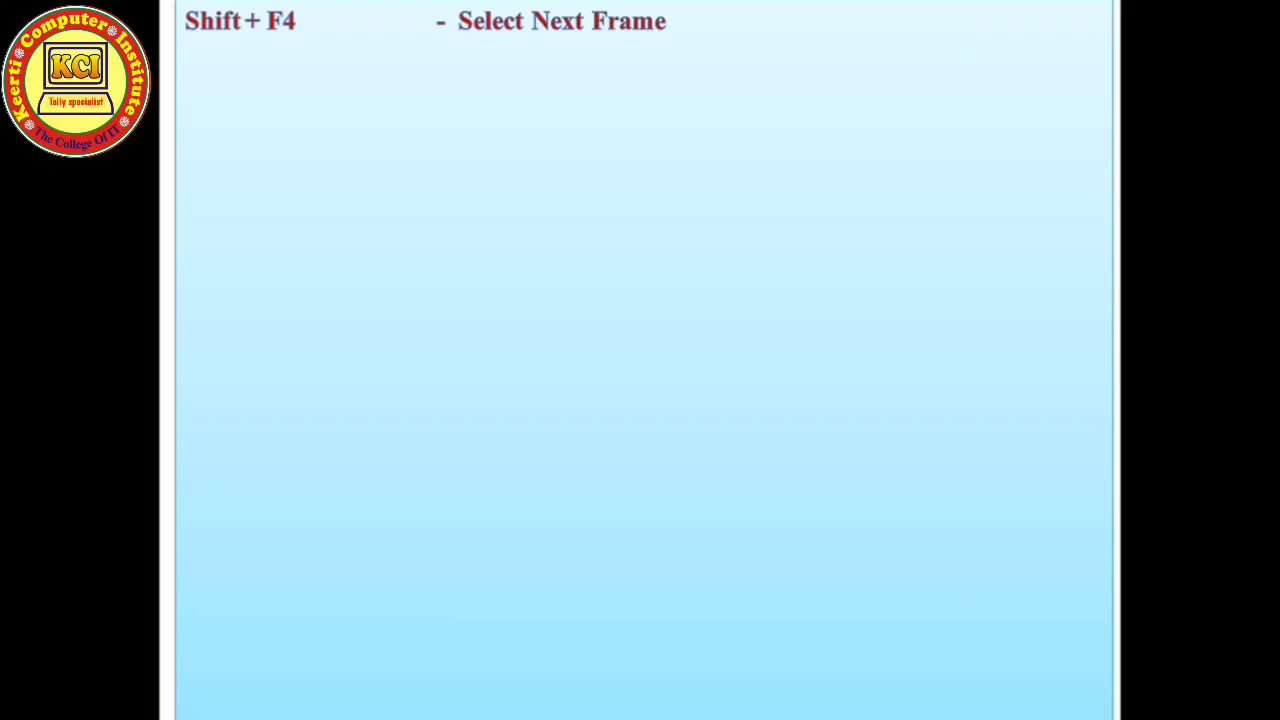 Shift + F4 - Select Next Frame
Keerti Computer Institute
KCI
Tally specialist
The College Of IT